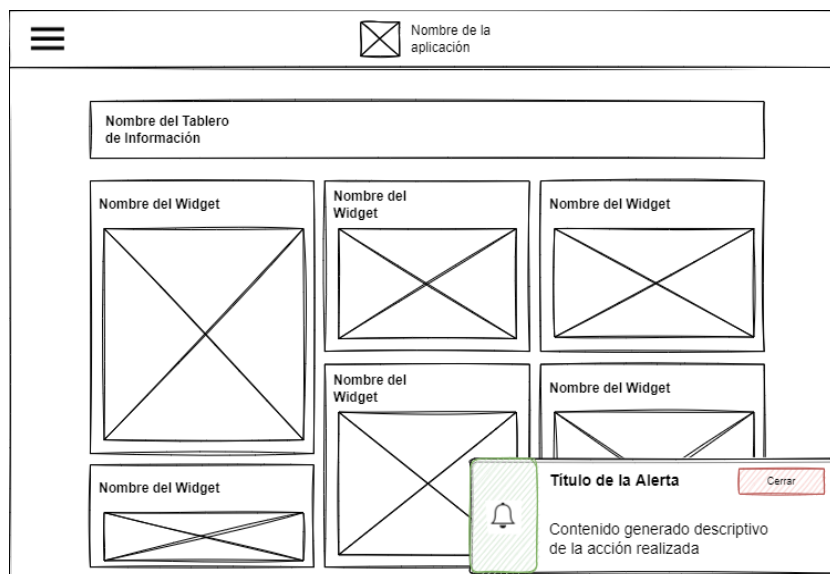 Nombre de la
aplicación
Nombre del Tablero
de Información
Nombre del Widget
Nombre del
Widget
Nombre del Widget
Nombre del
Widget
Nombre del Widget
Nombre del Widget
Título de la Alerta
Cerrar
Contenido generado descriptivo
de la acción realizada